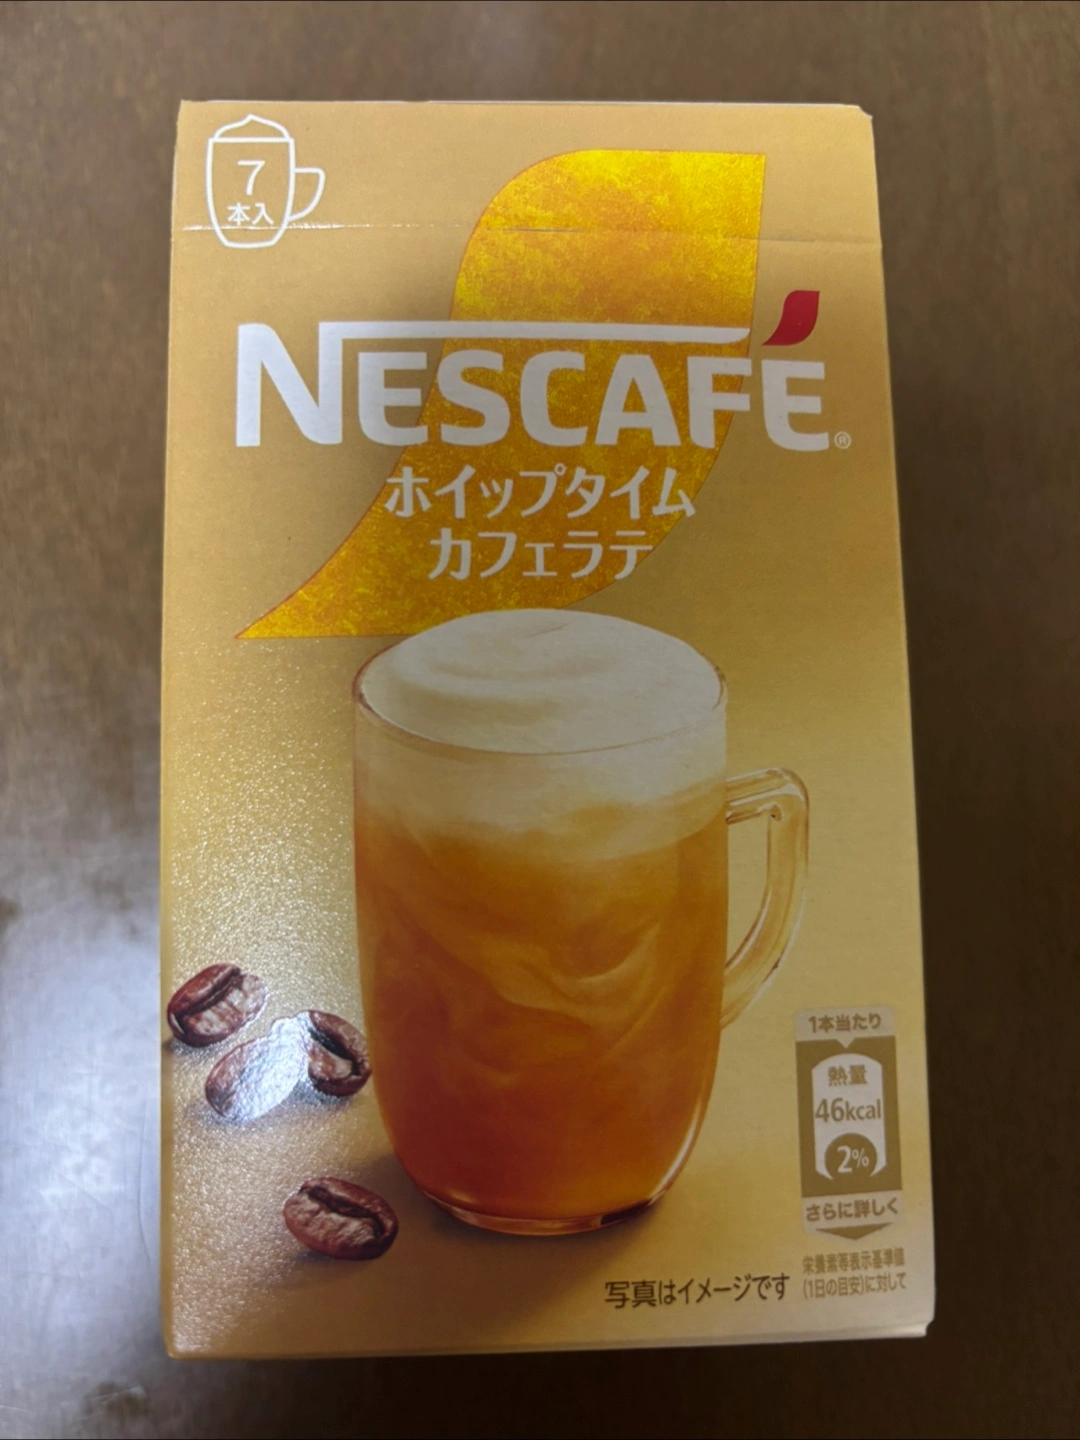 7
本入
NESCAFÉ®
ホイップタイム
カフェラテ
1本当たり
熱量
46kcal
2%
さらに詳しく
栄養素等表示基準値
(1日の目安)に対して
写真はイメージです